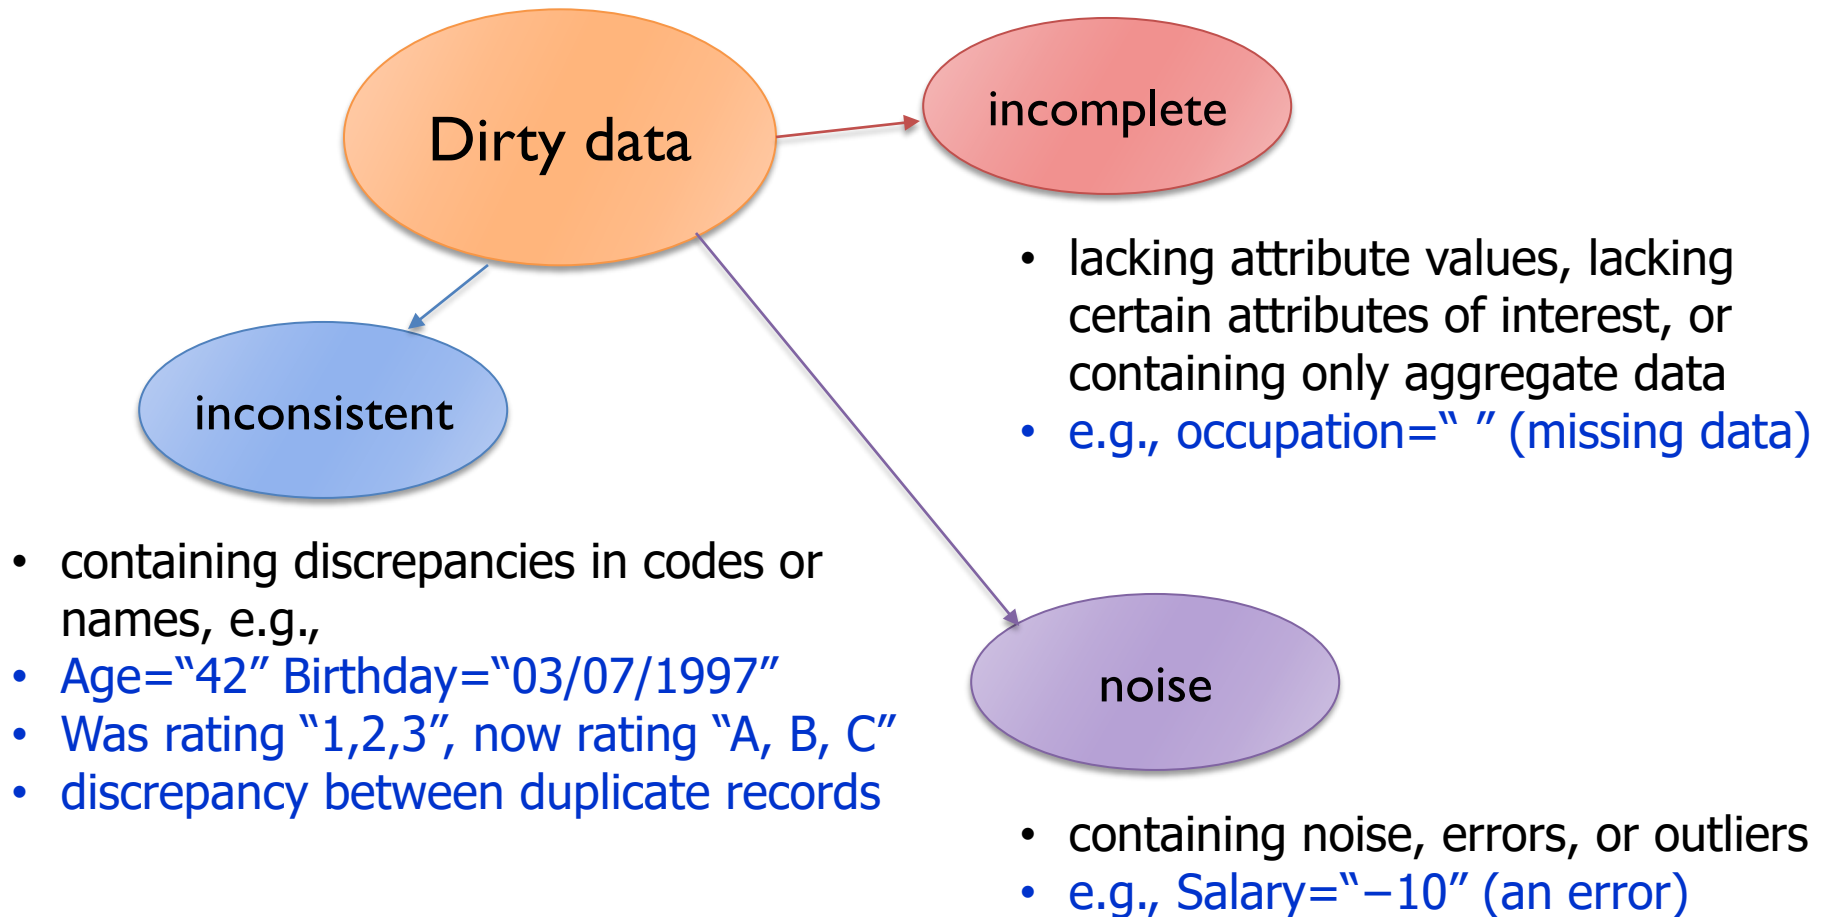 Dirty data
incomplete
• lacking attribute values, lacking
certain attributes of interest, or
containing only aggregate data
• e.g., occupation=“ ” (missing data)
inconsistent
• containing discrepancies in codes or
names, e.g.,
• Age=“42” Birthday=“03/07/1997”
• Was rating “1,2,3”, now rating “A, B, C”
• discrepancy between duplicate records
noise
• containing noise, errors, or outliers
• e.g., Salary=“−10” (an error)